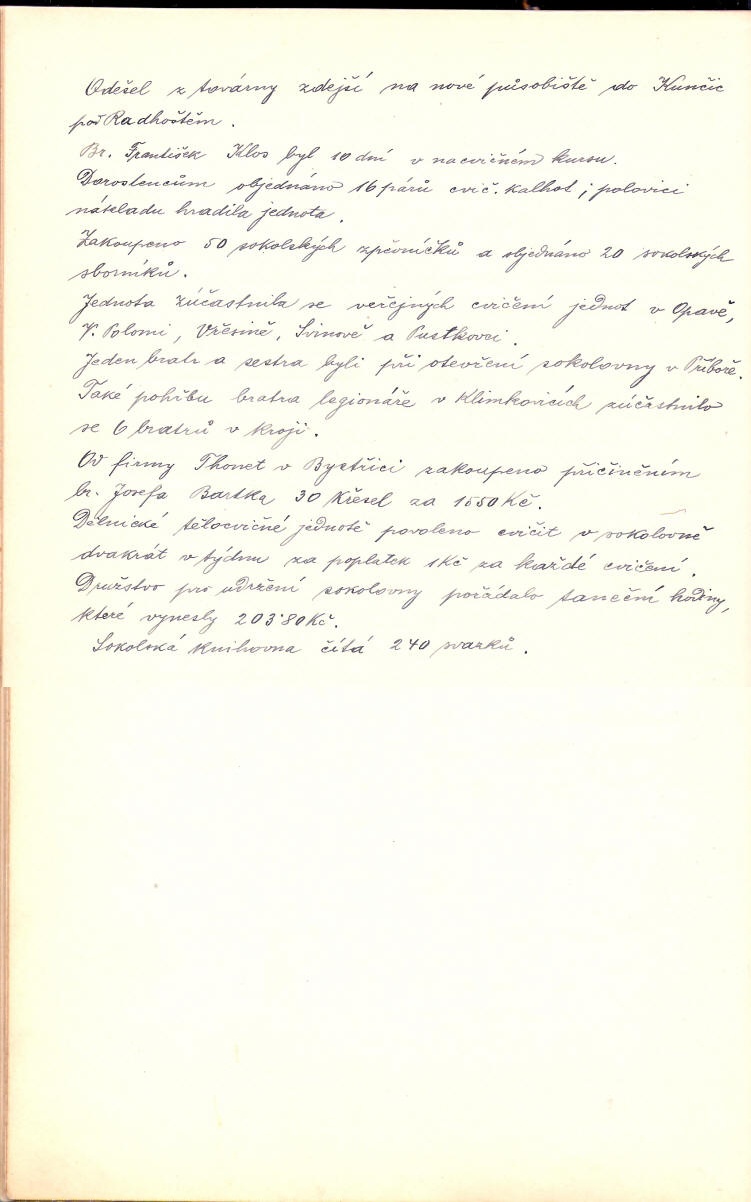 Odešel z továrny zdejší na nové působiště do Kunčic
pod Radhoštěm.
Br. František Klos byl 10 dní v nacvičném kursu.
Dorostencům objednáno 16 párů cvič. kalhot; polovici
nákladu hradila jednota.
Zakoupeno 50 sokolských zpěvníčků a objednáno 20 sokolských
sborníků.
Jednota zúčastnila se veřejných cvičení jednot v Opavě,
V. Polomi, Vřesině, Svinově a Pustkovci.
Jeden bratr a sestra byli při otevření sokolovny v Příboře.
Také pohřbu bratra legionáře v Klimkovicích zúčastnilo
se 6 bratrů v kroji.
Od firmy Thonet v Bystřici zakoupeno přičiněním
br. Josefa Bartka 30 křesel za 1550 Kč.
Dělnické tělocvičné jednotě povoleno cvičit v sokolovně
dvakrát v týdnu za poplatek 1 Kč za každé cvičení.
Družstvo pro udržení sokolovny pořádalo taneční hodiny,
které vynesly 203·80 Kč.
Sokolská knihovna čítá 240 svazků.